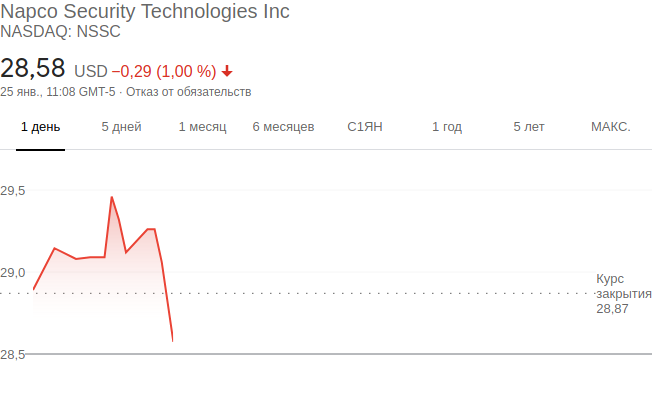 Napco Security Technologies Inc
NASDAQ: NSSC
28,58 USD −0,29 (1,00 %)
25 янв., 11:08 GMT-5 · Отказ от обязательств
1 день 5 дней 1 месяц 6 месяцев С1ЯН 1 год 5 лет МАКС.
29,5
29,0
Курс
закрытия
28,87
28,5